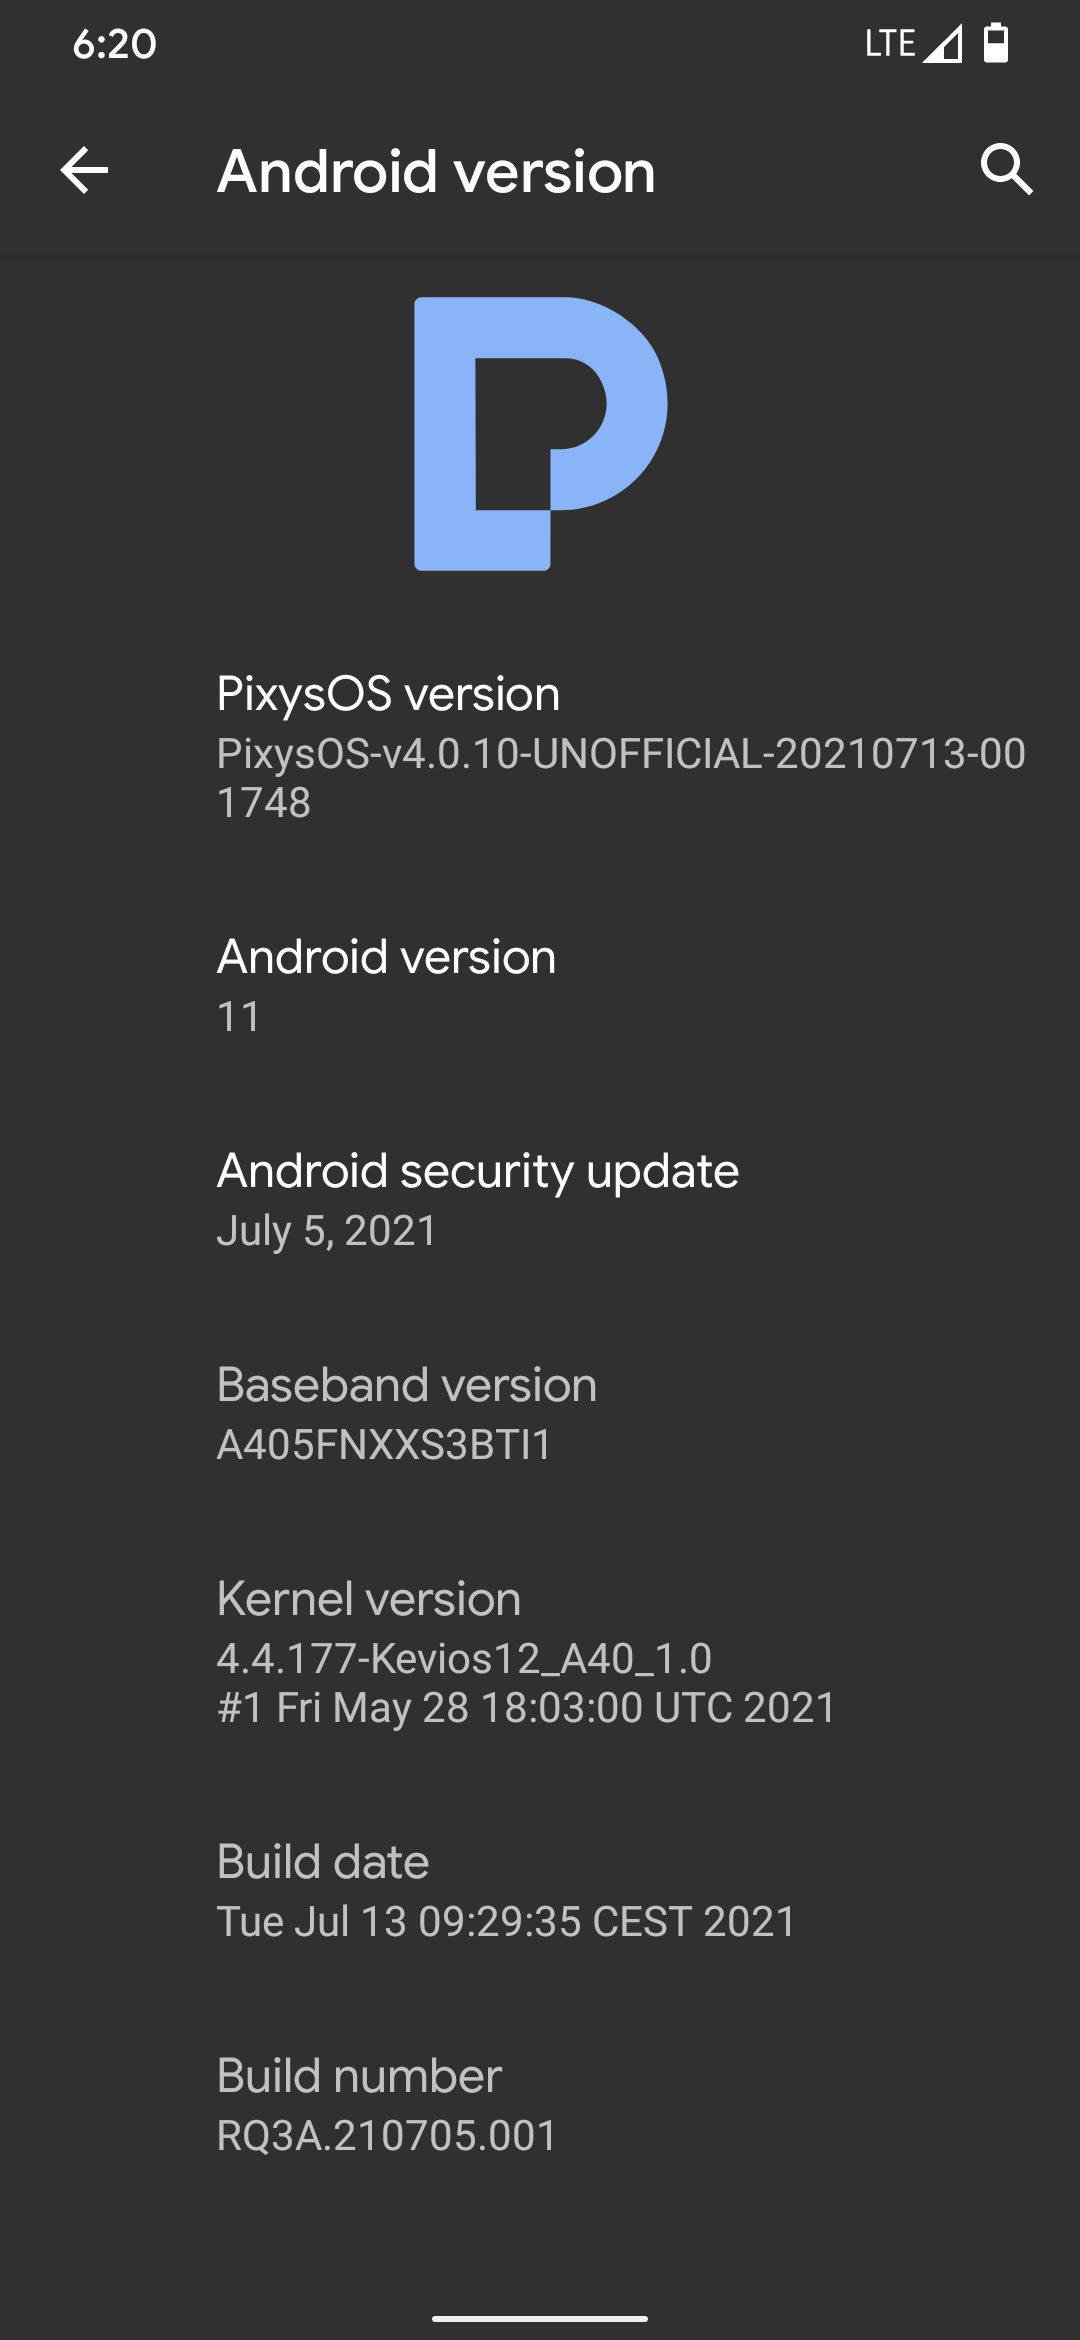 6:20 LTE
Android version
PixysOS version
PixysOS-v4.0.10-UNOFFICIAL-20210713-00
1748
Android version
11
Android security update
July 5, 2021
Baseband version
A405FNXXS3BTI1
Kernel version
4.4.177-Kevios12_A40_1.0
#1 Fri May 28 18:03:00 UTC 2021
Build date
Tue Jul 13 09:29:35 CEST 2021
Build number
RQ3A.210705.001